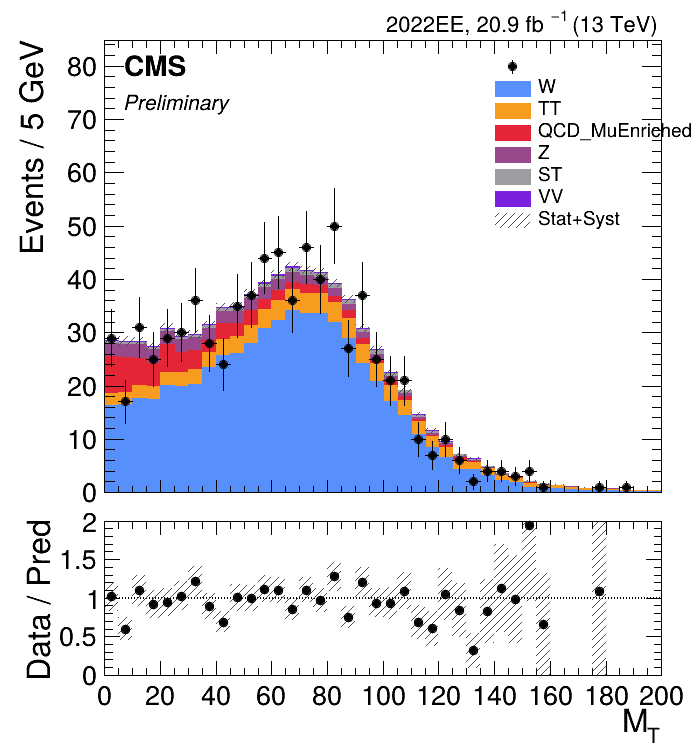 2022EE, 20.9 fb ⁻¹ (13 TeV)
CMS
Preliminary
W
TT
QCD_MuEnriched
Z
ST
VV
Stat+Syst
Events / 5 GeV
80
70
60
50
40
30
20
10
0
Data / Pred
2
1.5
1
0.5
0
0 20 40 60 80 100 120 140 160 180 200
M_T